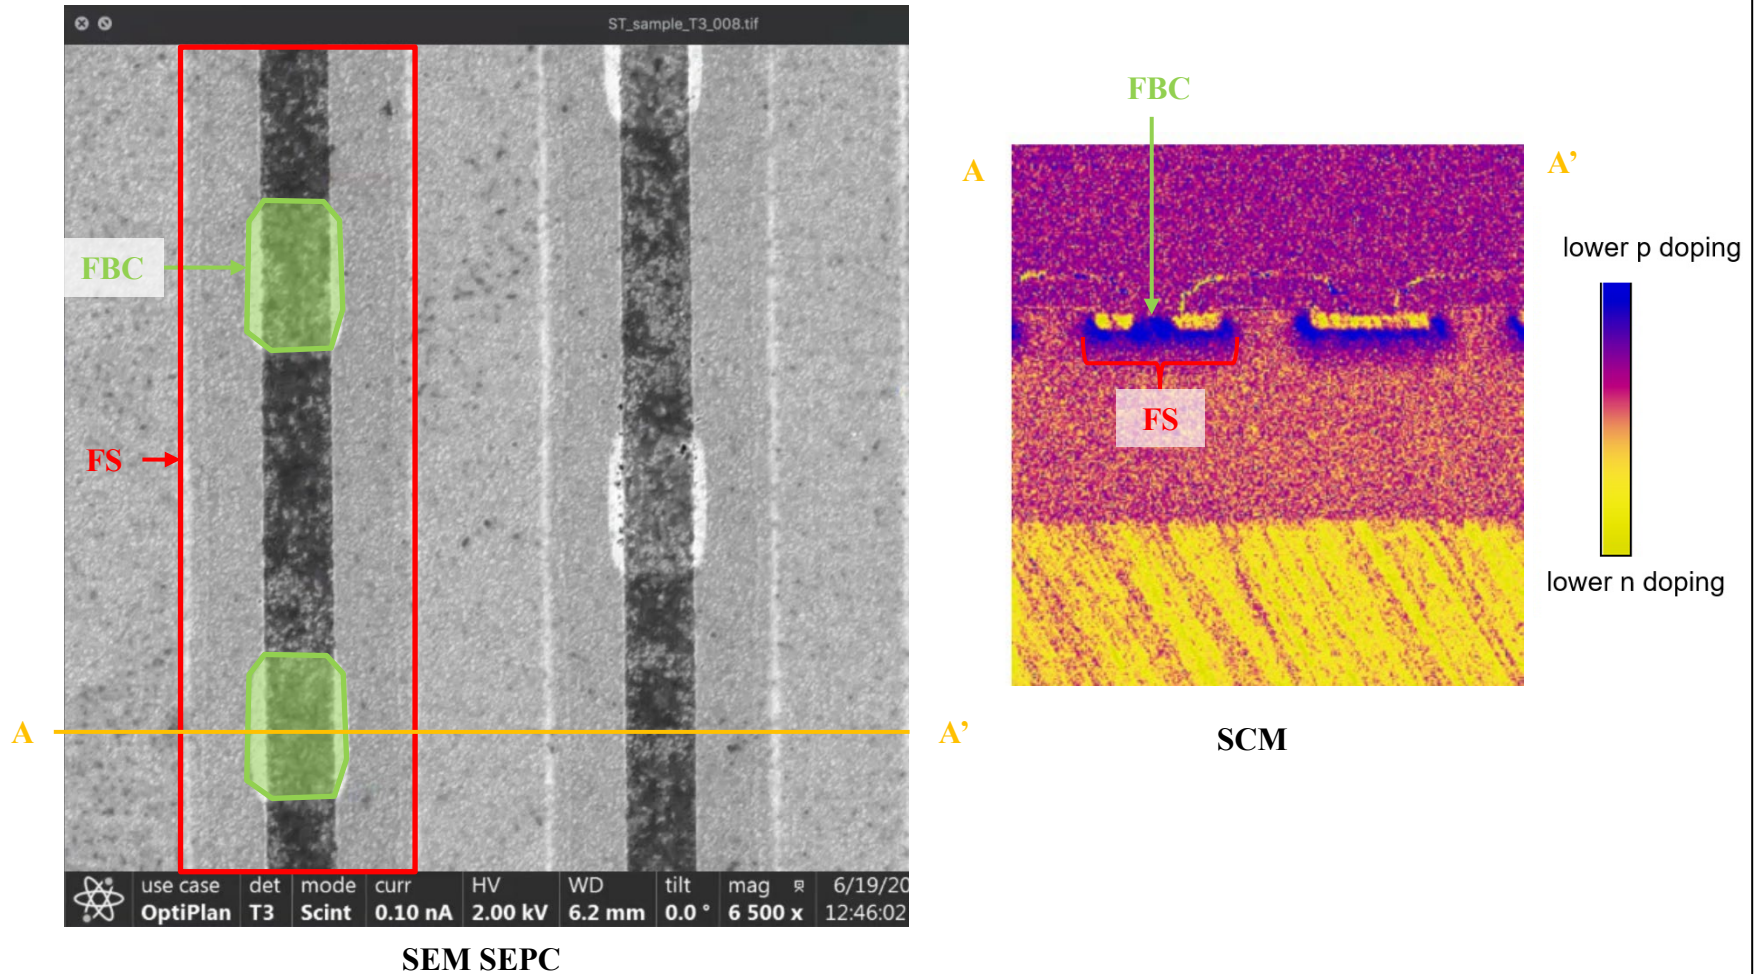 ST_sample_T3_008.tif
FBC
FS
A
A’
use case det mode curr HV WD tilt mag 6/19/20
OptiPlan T3 Scint 0.10 nA 2.00 kV 6.2 mm 0.0 ° 6 500 x 12:46:02
SEM SEPC
FBC
A
A’
lower p doping
FS
lower n doping
SCM